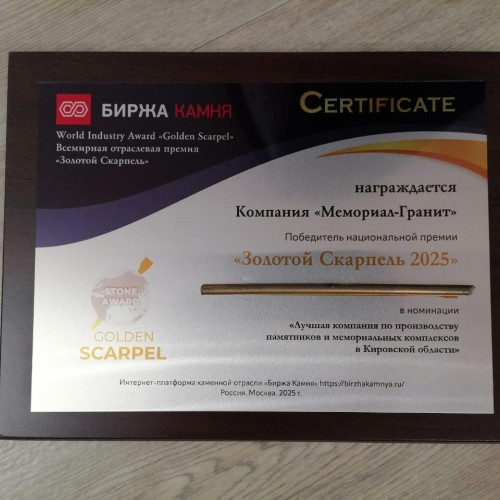 БИРЖА КАМНЯ
CERTIFICATE
World Industry Award «Golden Scarpel»
Всемирная отраслевая премия
«Золотой Скарпель»
награждается
Компания «Мемориал-Гранит»
Победитель национальной премии
«Золотой Скарпель 2025»
в номинации
«Лучшая компания по производству
памятников и мемориальных комплексов
в Кировской области»
STONE
AWARD
GOLDEN
SCARPEL
Интернет-платформа каменной отрасли «Биржа Камня» https://birzhakamnya.ru/
Россия. Москва. 2025 г.